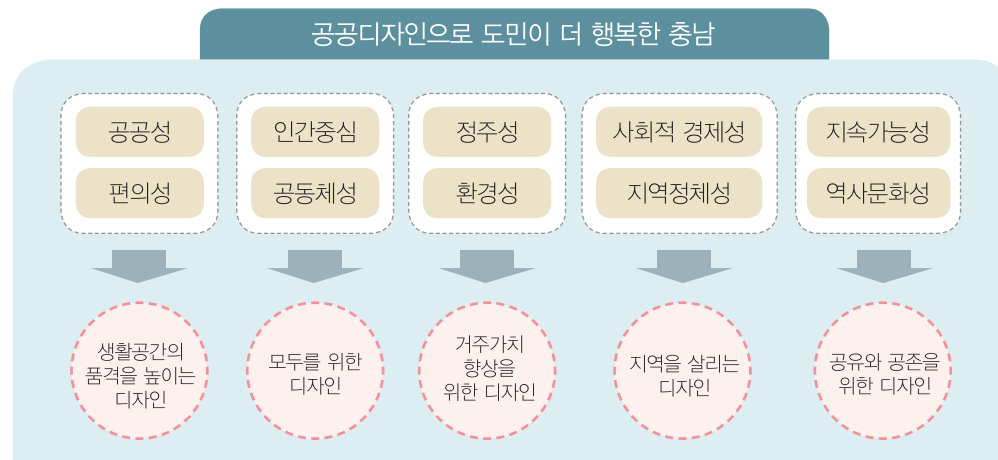 공공디자인으로 도민이 더 행복한 충남
공공성
편의성
인간중심
공동체성
정주성
환경성
사회적 경제성
지역정체성
지속가능성
역사문화성
생활공간의
품격을 높이는
디자인
모두를 위한
디자인
거주가치
향상을
위한 디자인
지역을 살리는
디자인
공유와 공존을
위한 디자인